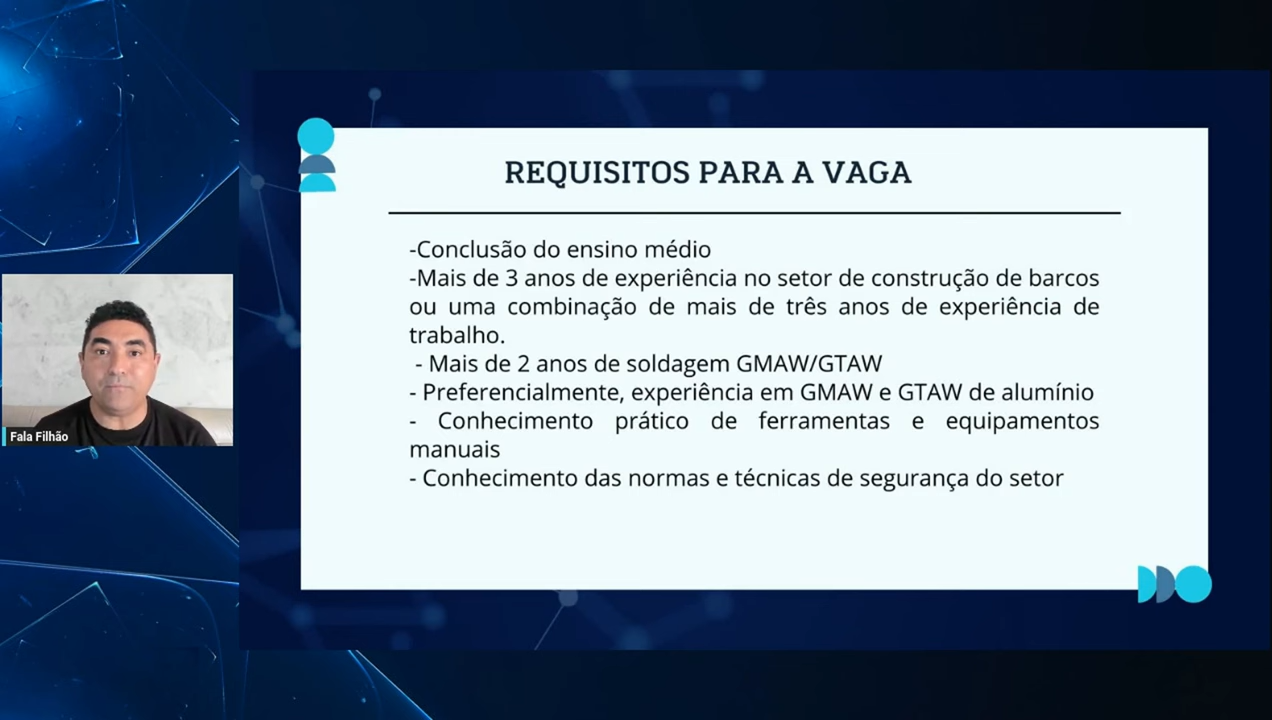 REQUISITOS PARA A VAGA
-Conclusão do ensino médio
-Mais de 3 anos de experiência no setor de construção de barcos
ou uma combinação de mais de três anos de experiência de
trabalho.
- Mais de 2 anos de soldagem GMAW/GTAW
- Preferencialmente, experiência em GMAW e GTAW de alumínio
- Conhecimento prático de ferramentas e equipamentos
manuais
- Conhecimento das normas e técnicas de segurança do setor
Fala Filhão